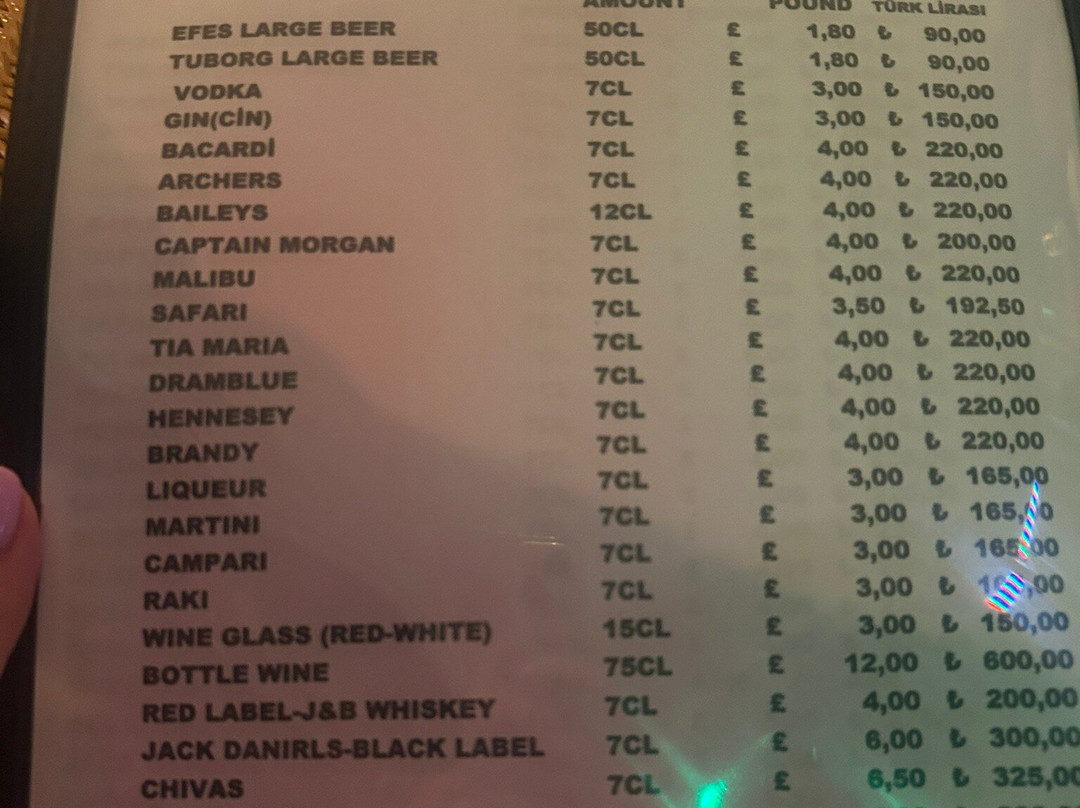 AMOUNT POUND TÜRK LİRASI
EFES LARGE BEER 50CL £ 1,80 ₺ 90,00
TUBORG LARGE BEER 50CL £ 1,80 ₺ 90,00
VODKA 7CL £ 3,00 ₺ 150,00
GIN(CİN) 7CL £ 3,00 ₺ 150,00
BACARDİ 7CL £ 4,00 ₺ 220,00
ARCHERS 7CL £ 4,00 ₺ 220,00
BAILEYS 12CL £ 4,00 ₺ 220,00
CAPTAIN MORGAN 7CL £ 4,00 ₺ 200,00
MALIBU 7CL £ 4,00 ₺ 220,00
SAFARI 7CL £ 3,50 ₺ 192,50
TIA MARIA 7CL £ 4,00 ₺ 220,00
DRAMBLUE 7CL £ 4,00 ₺ 220,00
HENNESEY 7CL £ 4,00 ₺ 220,00
BRANDY 7CL £ 4,00 ₺ 220,00
LIQUEUR 7CL £ 3,00 ₺ 165,00
MARTINI 7CL £ 3,00 ₺ 165,00
CAMPARI 7CL £ 3,00 ₺ 165,00
RAKI 7CL £ 3,00 ₺
WINE GLASS (RED-WHITE) 15CL £ 3,00 ₺ 150,00
BOTTLE WINE 75CL £ 12,00 ₺ 600,00
RED LABEL-J&B WHISKEY 7CL £ 4,00 ₺ 200,00
JACK DANIRLS-BLACK LABEL 7CL £ 6,00 ₺ 300,00
CHIVAS 7CL £ 6,50 ₺ 325,00